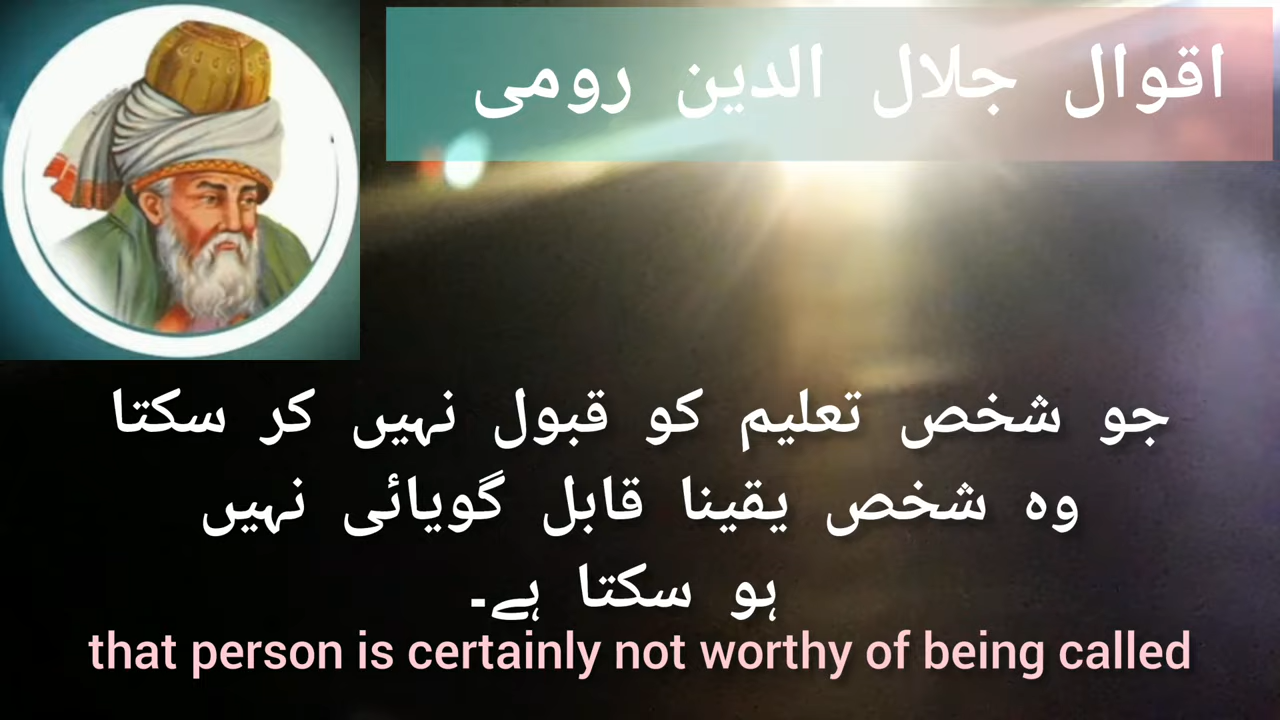 اقوال جلال الدین رومی
جو شخص تعلیم کو قبول نہیں کر سکتا
وہ شخص یقینا قابل گویائی نہیں
ہو سکتا ہے۔
that person is certainly not worthy of being called